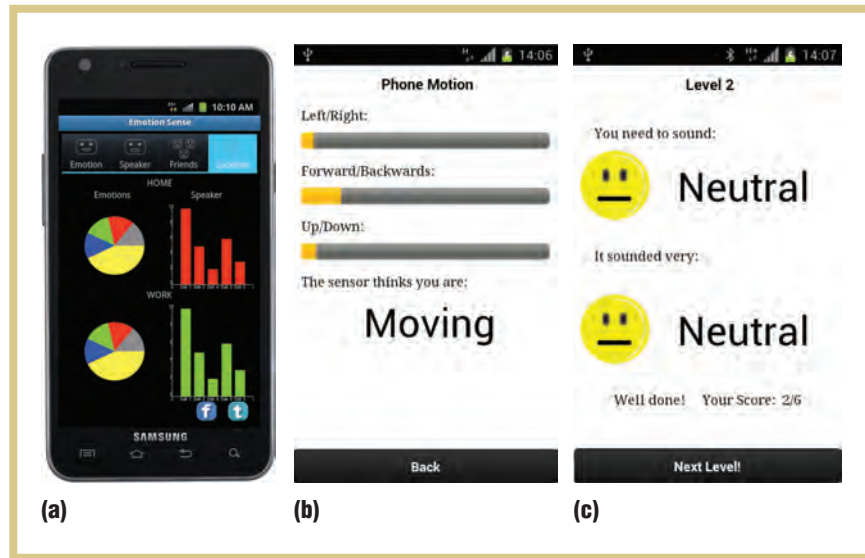 10:10 AM
Emotion Sense
Emotion Speaker Friends Location
HOME
Emotions Speaker
WORK
f t
SAMSUNG
(a)
14:06
Phone Motion
Left/Right:
Forward/Backwards:
Up/Down:
The sensor thinks you are:
Moving
Back
(b)
14:07
Level 2
You need to sound:
Neutral
It sounded very:
Neutral
Well done! Your Score: 2/6
Next Level!
(c)